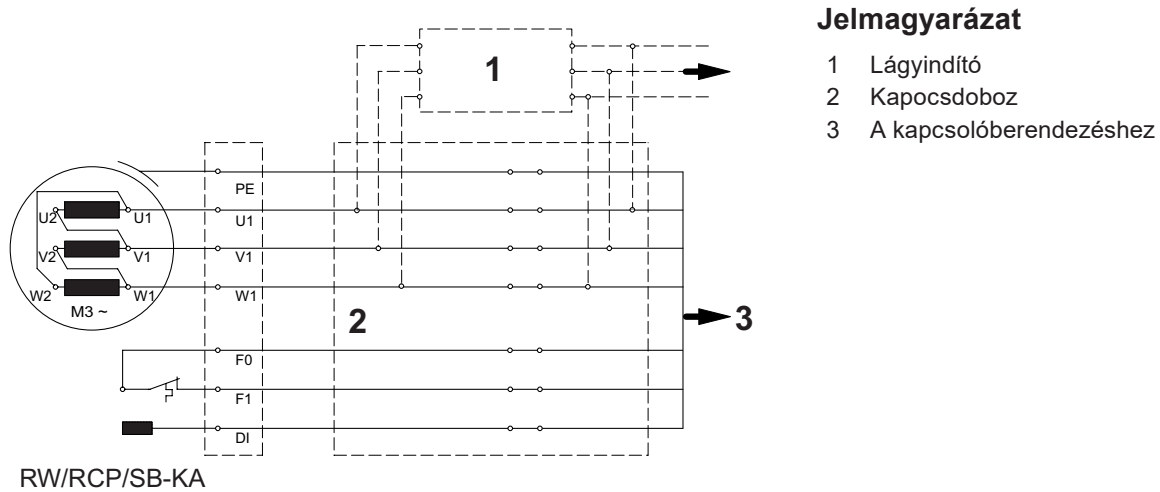 Jelmagyarázat
1 Lágyindító
2 Kapocsdoboz
3 A kapcsolóberendezéshez
1
PE
U2 U1 U1
V2 V1 V1
W2 W1 W1
M3 ~
2
3
F0
F1
DI
RW/RCP/SB-KA